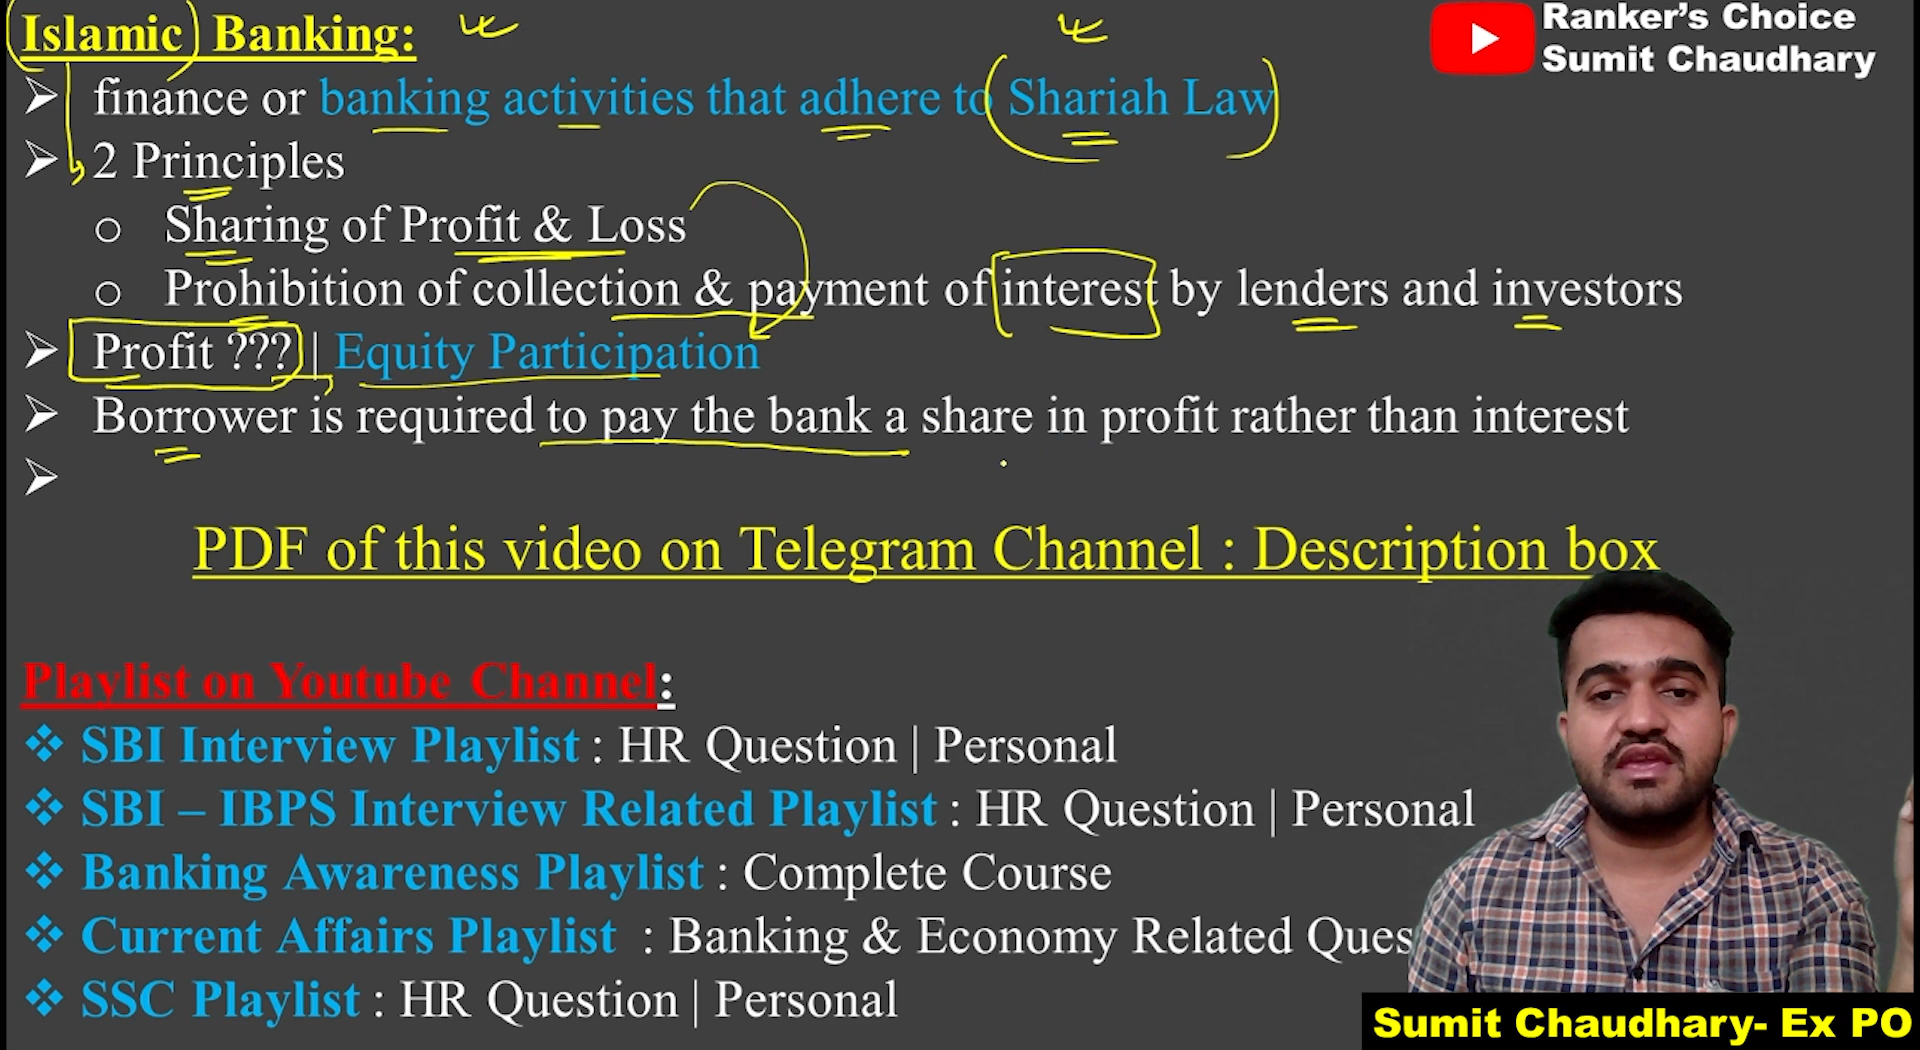 Islamic Banking:
Ranker's Choice
Sumit Chaudhary
➢ finance or banking activities that adhere to Shariah Law
➢ 2 Principles
o Sharing of Profit & Loss
o Prohibition of collection & payment of interest by lenders and investors
➢ Profit ??? | Equity Participation
➢ Borrower is required to pay the bank a share in profit rather than interest
➢
PDF of this video on Telegram Channel : Description box
Playlist on Youtube Channel:
❖ SBI Interview Playlist : HR Question | Personal
❖ SBI – IBPS Interview Related Playlist : HR Question | Personal
❖ Banking Awareness Playlist : Complete Course
❖ Current Affairs Playlist : Banking & Economy Related Ques
❖ SSC Playlist : HR Question | Personal
Sumit Chaudhary- Ex PO